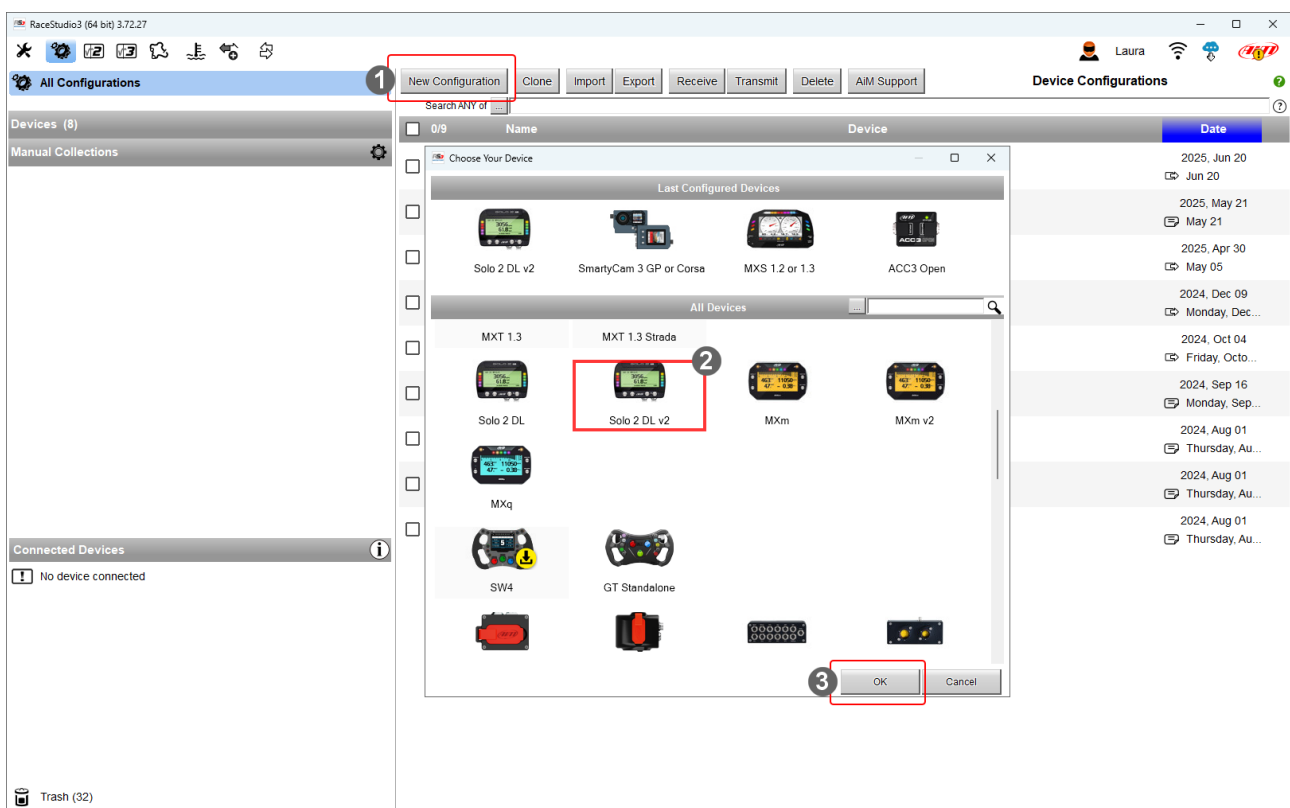 RaceStudio3 (64 bit) 3.72.27
Laura
All Configurations
1
New Configuration Clone Import Export Receive Transmit Delete AiM Support
Device Configurations
Search ANY of ...
Devices (8)
0/9 Name Device Date
Manual Collections
Choose Your Device
Last Configured Devices
Solo 2 DL v2 SmartyCam 3 GP or Corsa MXS 1.2 or 1.3 ACC3 Open
All Devices ...
MXT 1.3 MXT 1.3 Strada
2
Solo 2 DL Solo 2 DL v2 MXm MXm v2
MXq
SW4 GT Standalone
3
OK Cancel
2025, Jun 20
Jun 20
2025, May 21
May 21
2025, Apr 30
May 05
2024, Dec 09
Monday, Dec...
2024, Oct 04
Friday, Octo...
2024, Sep 16
Monday, Sep...
2024, Aug 01
Thursday, Au...
2024, Aug 01
Thursday, Au...
2024, Aug 01
Thursday, Au...
Connected Devices
No device connected
Trash (32)